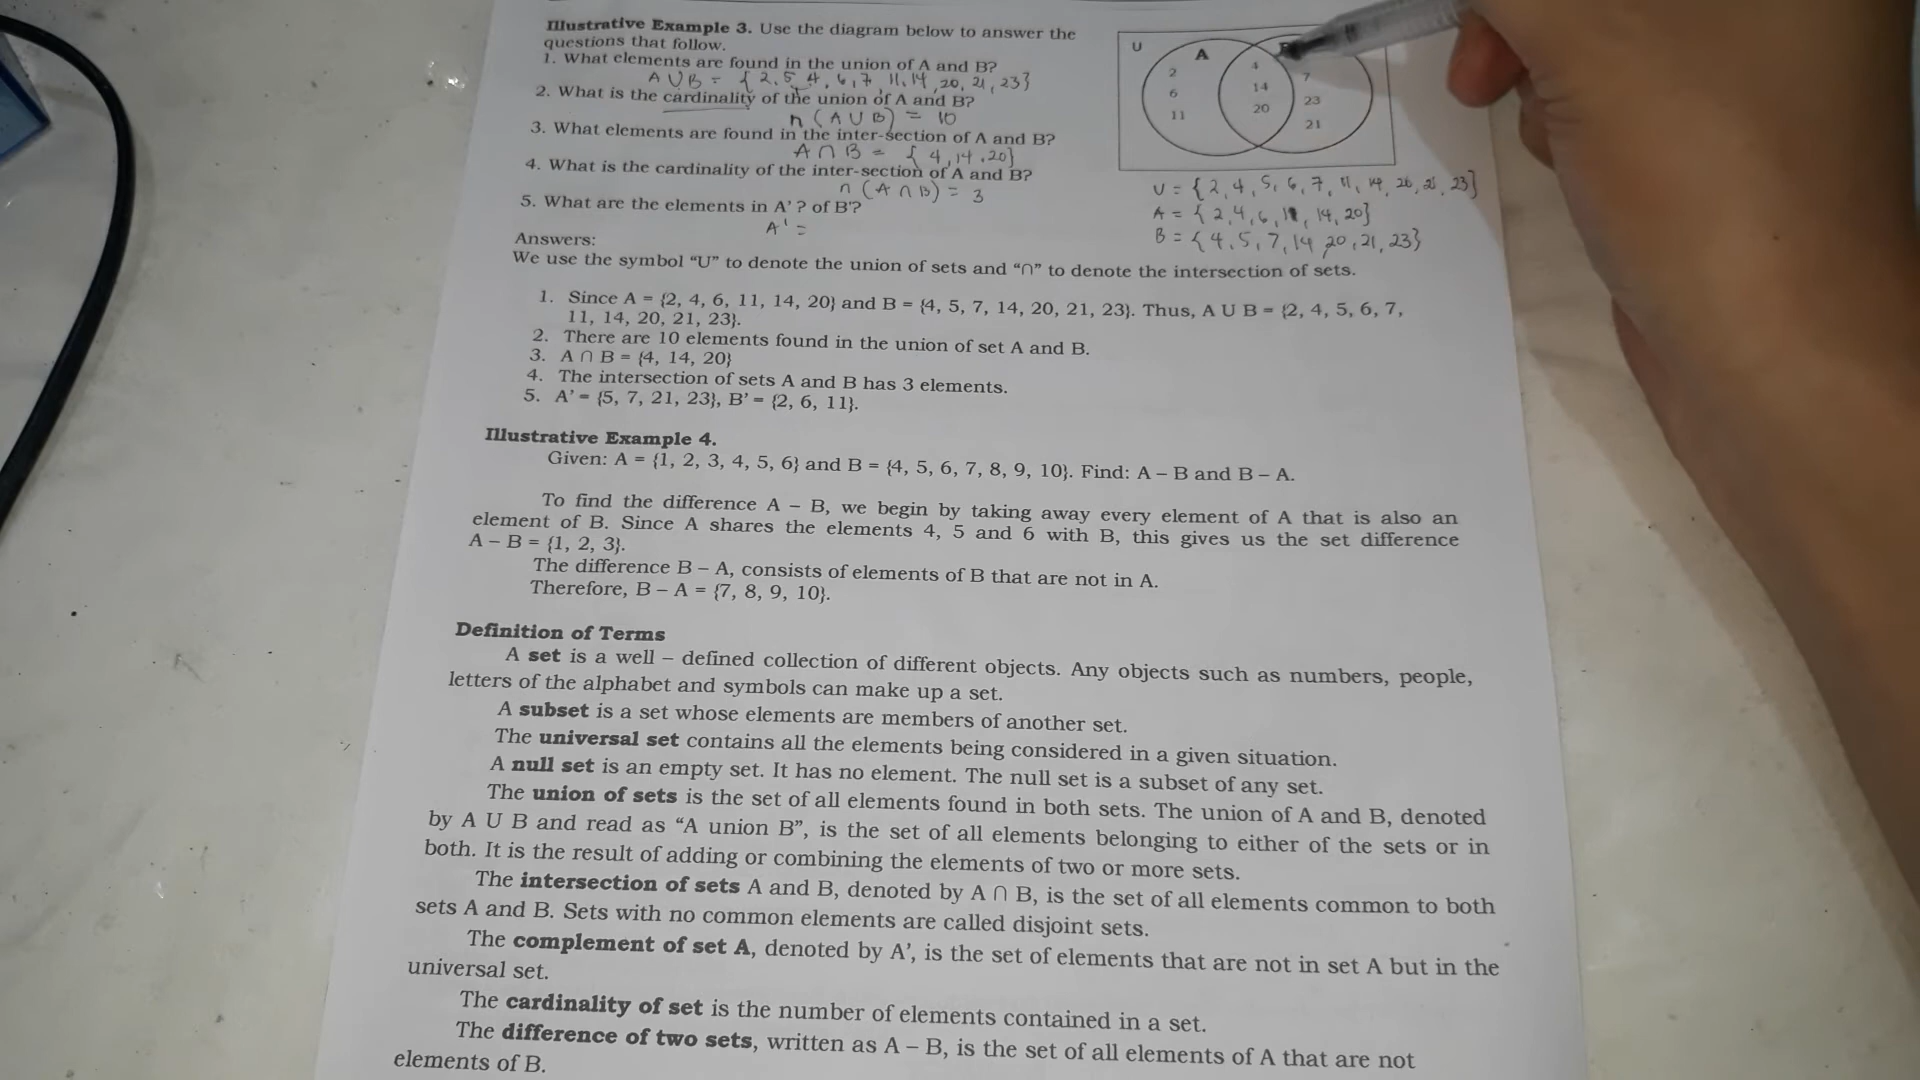 Illustrative Example 3. Use the diagram below to answer the
questions that follow.
1. What elements are found in the union of A and B?
A U B = { 2, 5, 4, 6, 7, 11, 14, 20, 21, 23}
2. What is the cardinality of the union of A and B?
n (A U B) = 10
3. What elements are found in the inter-section of A and B?
A ∩ B = { 4, 14, 20}
4. What is the cardinality of the inter-section of A and B?
n (A ∩ B) = 3
5. What are the elements in A' ? of B'?
A' =
U
A
2
6
11
4
14
20
7
23
21
U = { 2, 4, 5, 6, 7, 11, 14, 20, 21, 23}
A = { 2, 4, 6, 11, 14, 20}
B = { 4, 5, 7, 14, 20, 21, 23}
Answers:
We use the symbol “U” to denote the union of sets and “∩” to denote the intersection of sets.
1. Since A = {2, 4, 6, 11, 14, 20} and B = {4, 5, 7, 14, 20, 21, 23}. Thus, A U B = {2, 4, 5, 6, 7,
11, 14, 20, 21, 23}.
2. There are 10 elements found in the union of set A and B.
3. A ∩ B = {4, 14, 20}
4. The intersection of sets A and B has 3 elements.
5. A’ = {5, 7, 21, 23}, B’ = {2, 6, 11}.
Illustrative Example 4.
Given: A = {1, 2, 3, 4, 5, 6} and B = {4, 5, 6, 7, 8, 9, 10}. Find: A – B and B – A.
To find the difference A – B, we begin by taking away every element of A that is also an
element of B. Since A shares the elements 4, 5 and 6 with B, this gives us the set difference
A – B = {1, 2, 3}.
The difference B – A, consists of elements of B that are not in A.
Therefore, B – A = {7, 8, 9, 10}.
Definition of Terms
A set is a well – defined collection of different objects. Any objects such as numbers, people,
letters of the alphabet and symbols can make up a set.
A subset is a set whose elements are members of another set.
The universal set contains all the elements being considered in a given situation.
A null set is an empty set. It has no element. The null set is a subset of any set.
The union of sets is the set of all elements found in both sets. The union of A and B, denoted
by A U B and read as “A union B”, is the set of all elements belonging to either of the sets or in
both. It is the result of adding or combining the elements of two or more sets.
The intersection of sets A and B, denoted by A ∩ B, is the set of all elements common to both
sets A and B. Sets with no common elements are called disjoint sets.
The complement of set A, denoted by A’, is the set of elements that are not in set A but in the
universal set.
The cardinality of set is the number of elements contained in a set.
The difference of two sets, written as A – B, is the set of all elements of A that are not
elements of B.